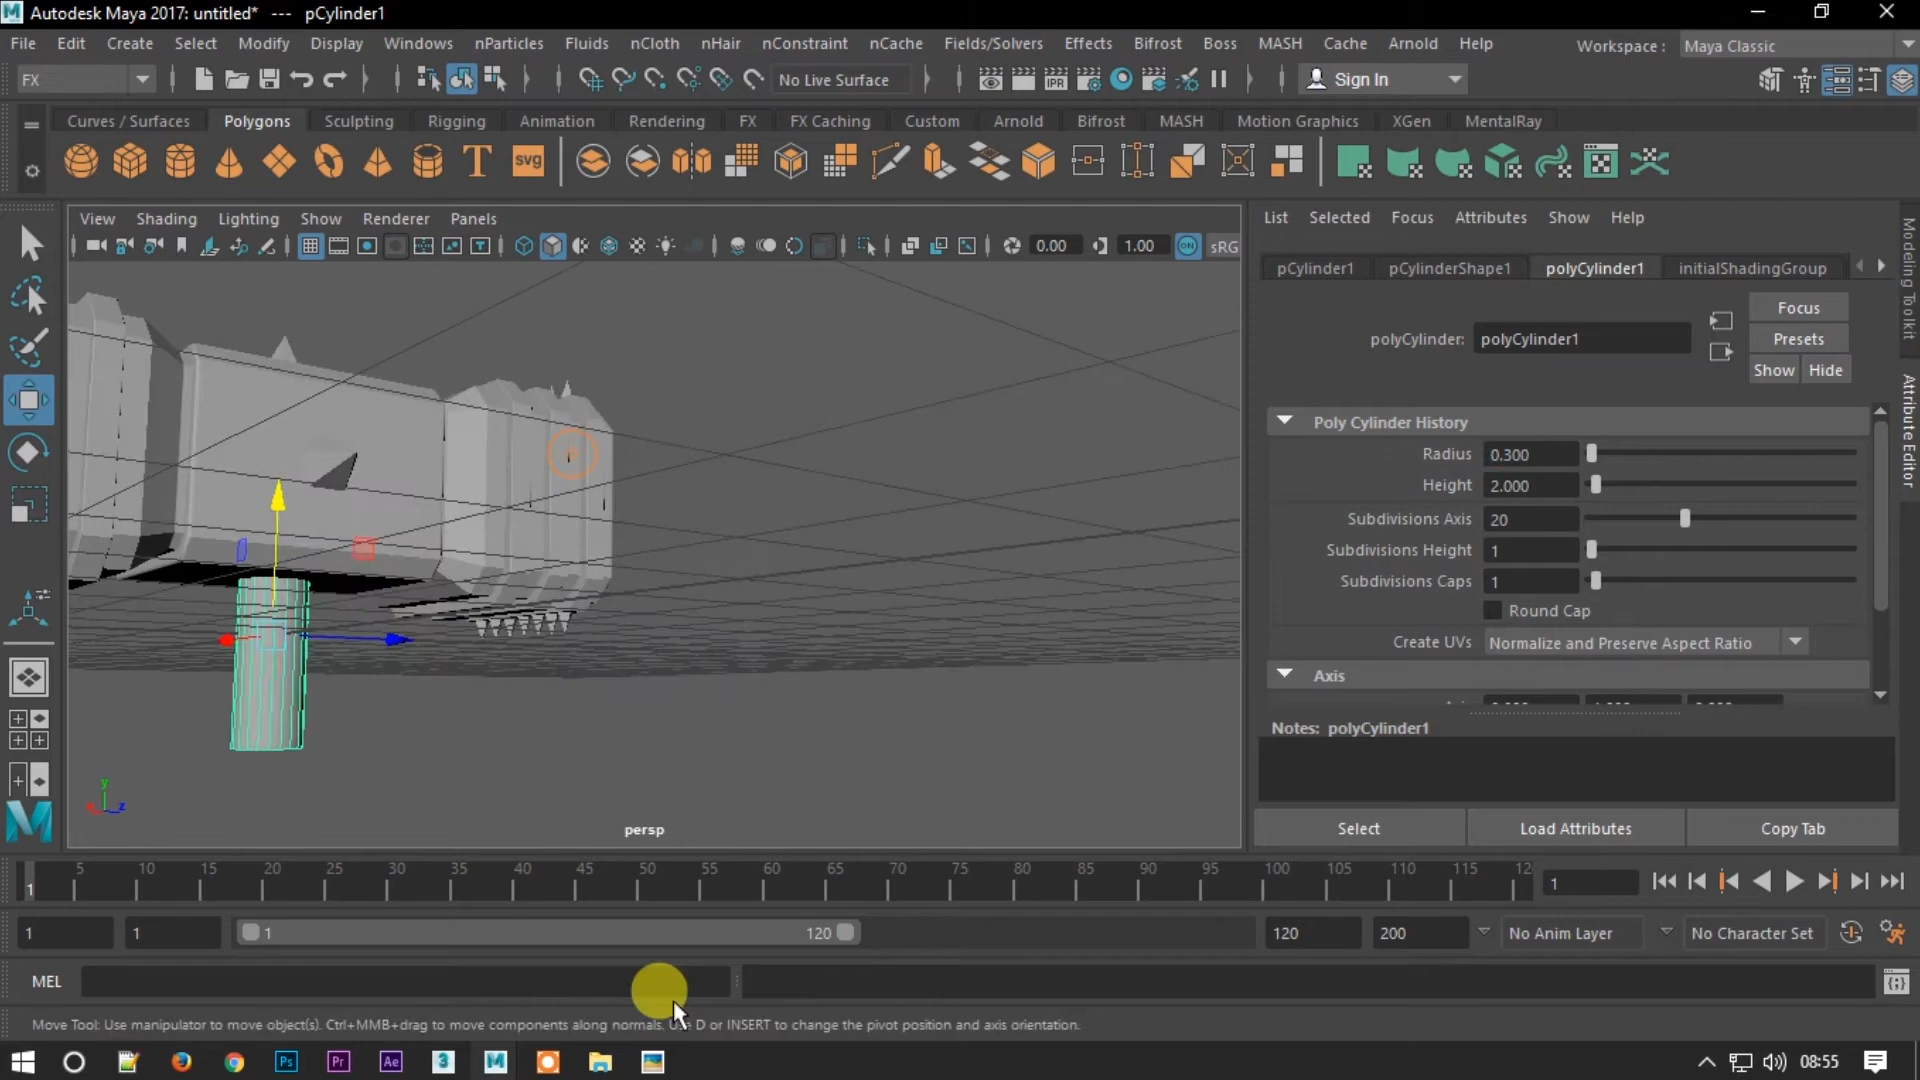 Autodesk Maya 2017: untitled* --- pCylinder1
File Edit Create Select Modify Display Windows nParticles Fluids nCloth nHair nConstraint nCache Fields/Solvers Effects Bifrost Boss MASH Cache Arnold Help Workspace : Maya Classic
FX No Live Surface IPR Sign In
Curves / Surfaces Polygons Sculpting Rigging Animation Rendering FX FX Caching Custom Arnold Bifrost MASH Motion Graphics XGen MentalRay
T SVG
View Shading Lighting Show Renderer Panels
0.00 1.00 ON sRG
List Selected Focus Attributes Show Help
pCylinder1 pCylinderShape1 polyCylinder1 initialShadingGroup
polyCylinder: polyCylinder1
Focus
Presets
Show Hide
Poly Cylinder History
Radius 0.300
Height 2.000
Subdivisions Axis 20
Subdivisions Height 1
Subdivisions Caps 1
Round Cap
Create UVs Normalize and Preserve Aspect Ratio
Axis
Notes: polyCylinder1
Select Load Attributes Copy Tab
Modeling Toolkit
Attribute Editor
y
z
persp
5 10 15 20 25 30 35 40 45 50 55 60 65 70 75 80 85 90 95 100 105 110 115 12
1 1
1 1 1 120 120 200 No Anim Layer No Character Set
MEL
Move Tool: Use manipulator to move object(s). Ctrl+MMB+drag to move components along normals. D or INSERT to change the pivot position and axis orientation.
Ps Pr Ae 3 M 08:55